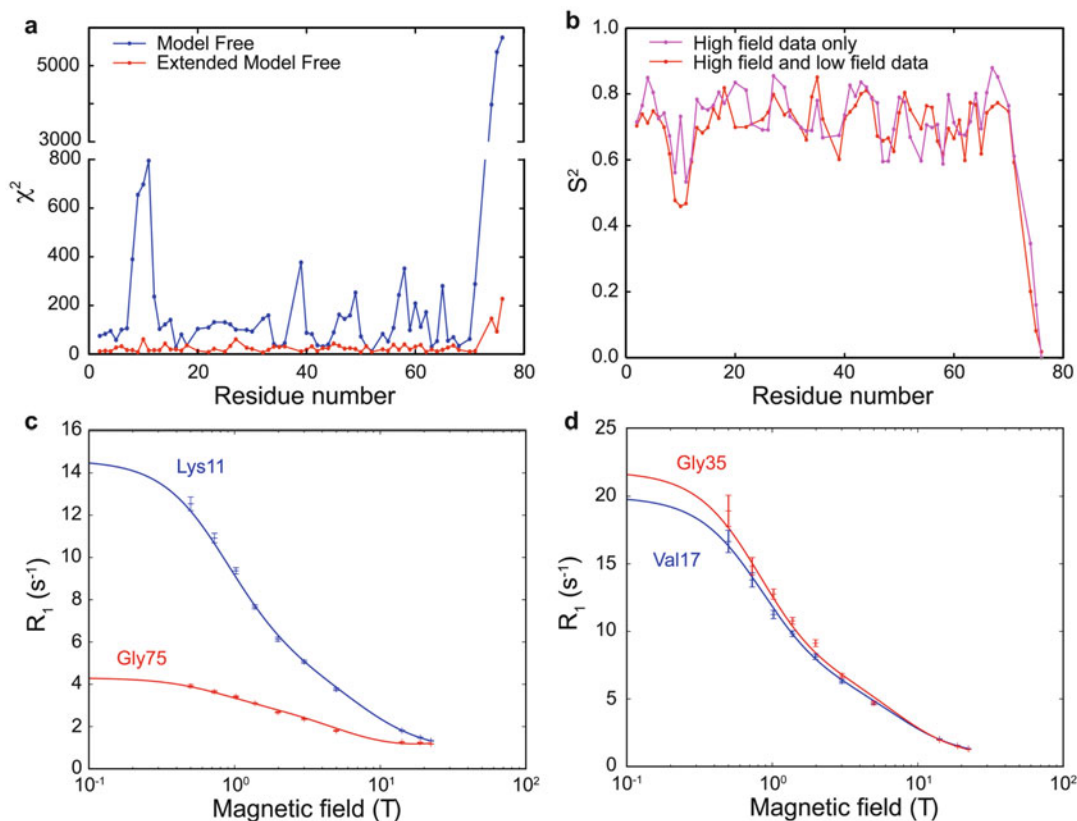 a
Model Free
Extended Model Free
5000
3000
800
600
400
200
0
χ²
0 20 40 60 80
Residue number
b
High field data only
High field and low field data
1.0
0.8
0.6
0.4
0.2
0.0
S²
0 20 40 60 80
Residue number
c
Lys11
Gly75
16
14
12
10
8
6
4
2
0
R₁ (s⁻¹)
10⁻¹ 10⁰ 10¹ 10²
Magnetic field (T)
d
Gly35
Val17
25
20
15
10
5
0
R₁ (s⁻¹)
10⁻¹ 10⁰ 10¹ 10²
Magnetic field (T)